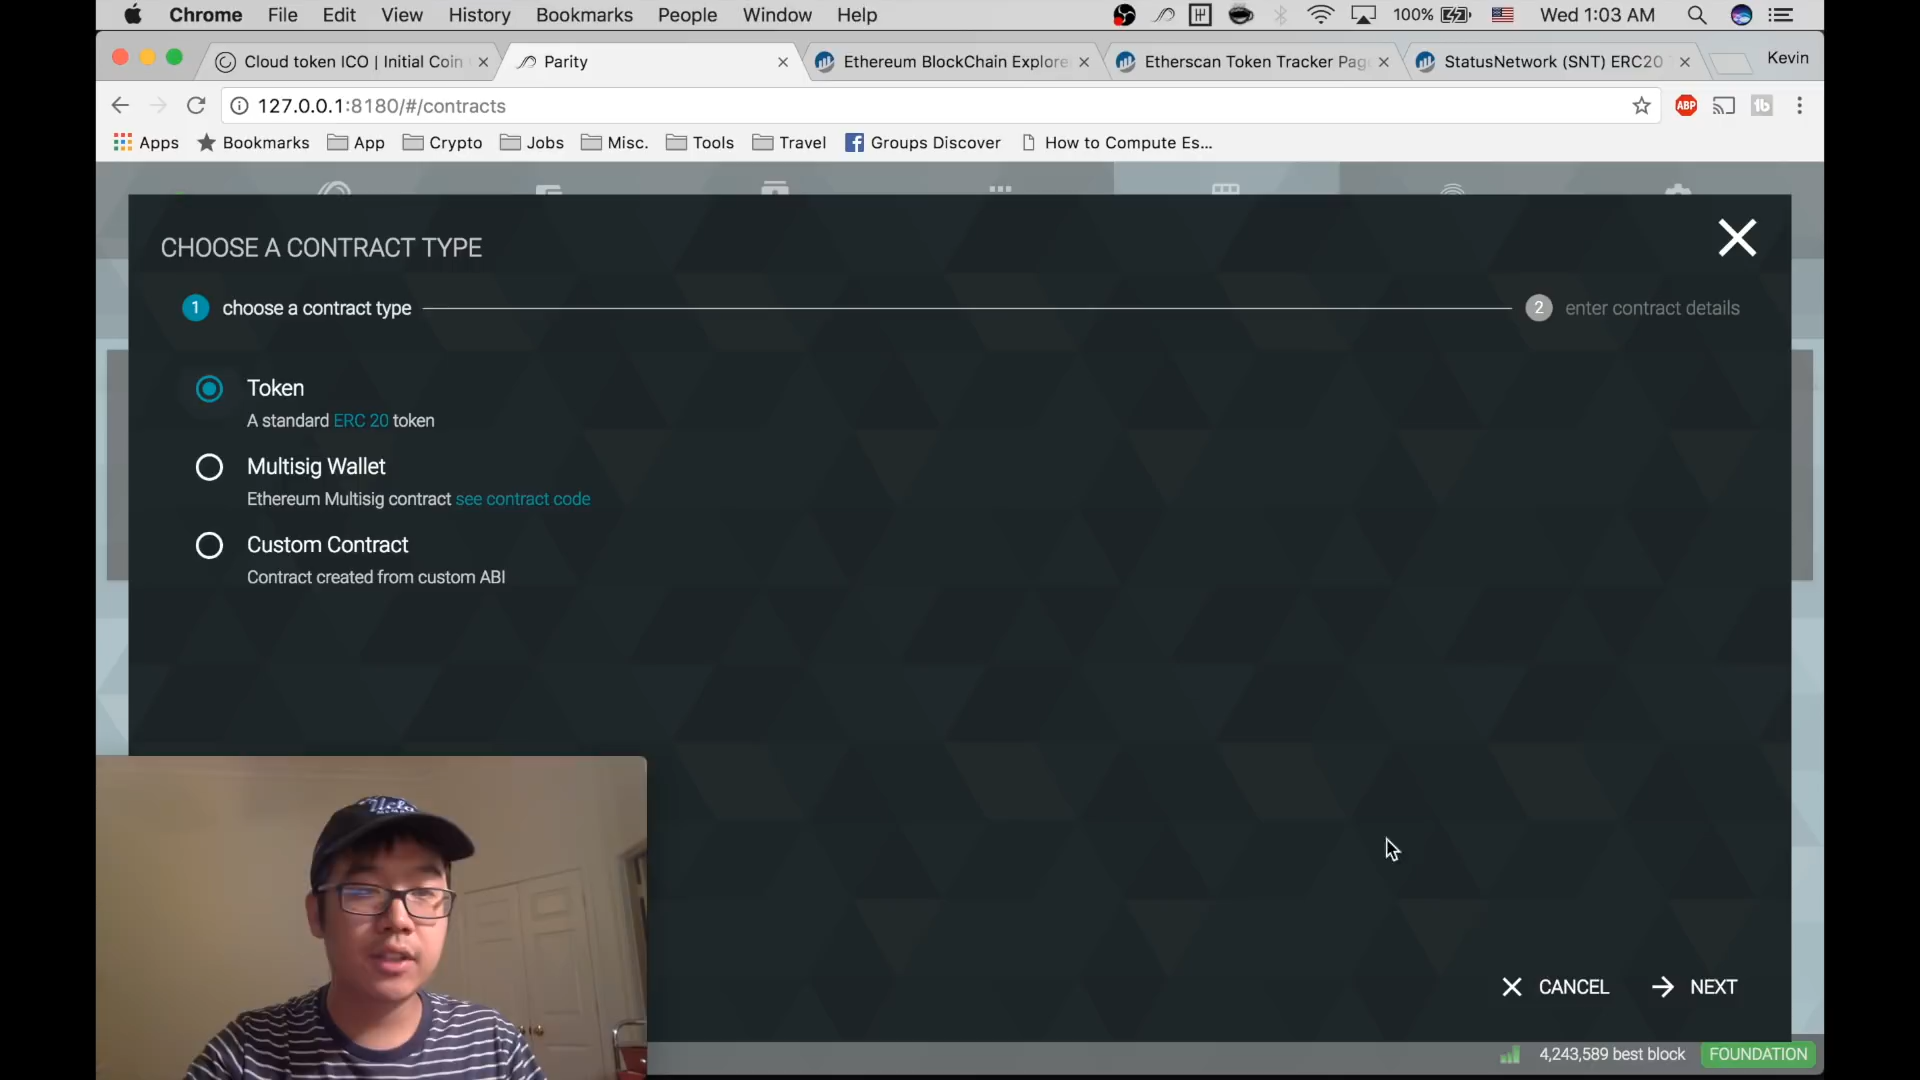 Chrome File Edit View History Bookmarks People Window Help 100% Wed 1:03 AM
Cloud token ICO | Initial Coin Parity Ethereum BlockChain Explore Etherscan Token Tracker Pag StatusNetwork (SNT) ERC20 Kevin
127.0.0.1:8180/#/contracts ABP
Apps Bookmarks App Crypto Jobs Misc. Tools Travel Groups Discover How to Compute Es...
CHOOSE A CONTRACT TYPE
1 choose a contract type 2 enter contract details
Token
A standard ERC 20 token
Multisig Wallet
Ethereum Multisig contract see contract code
Custom Contract
Contract created from custom ABI
CANCEL NEXT
4,243,589 best block FOUNDATION